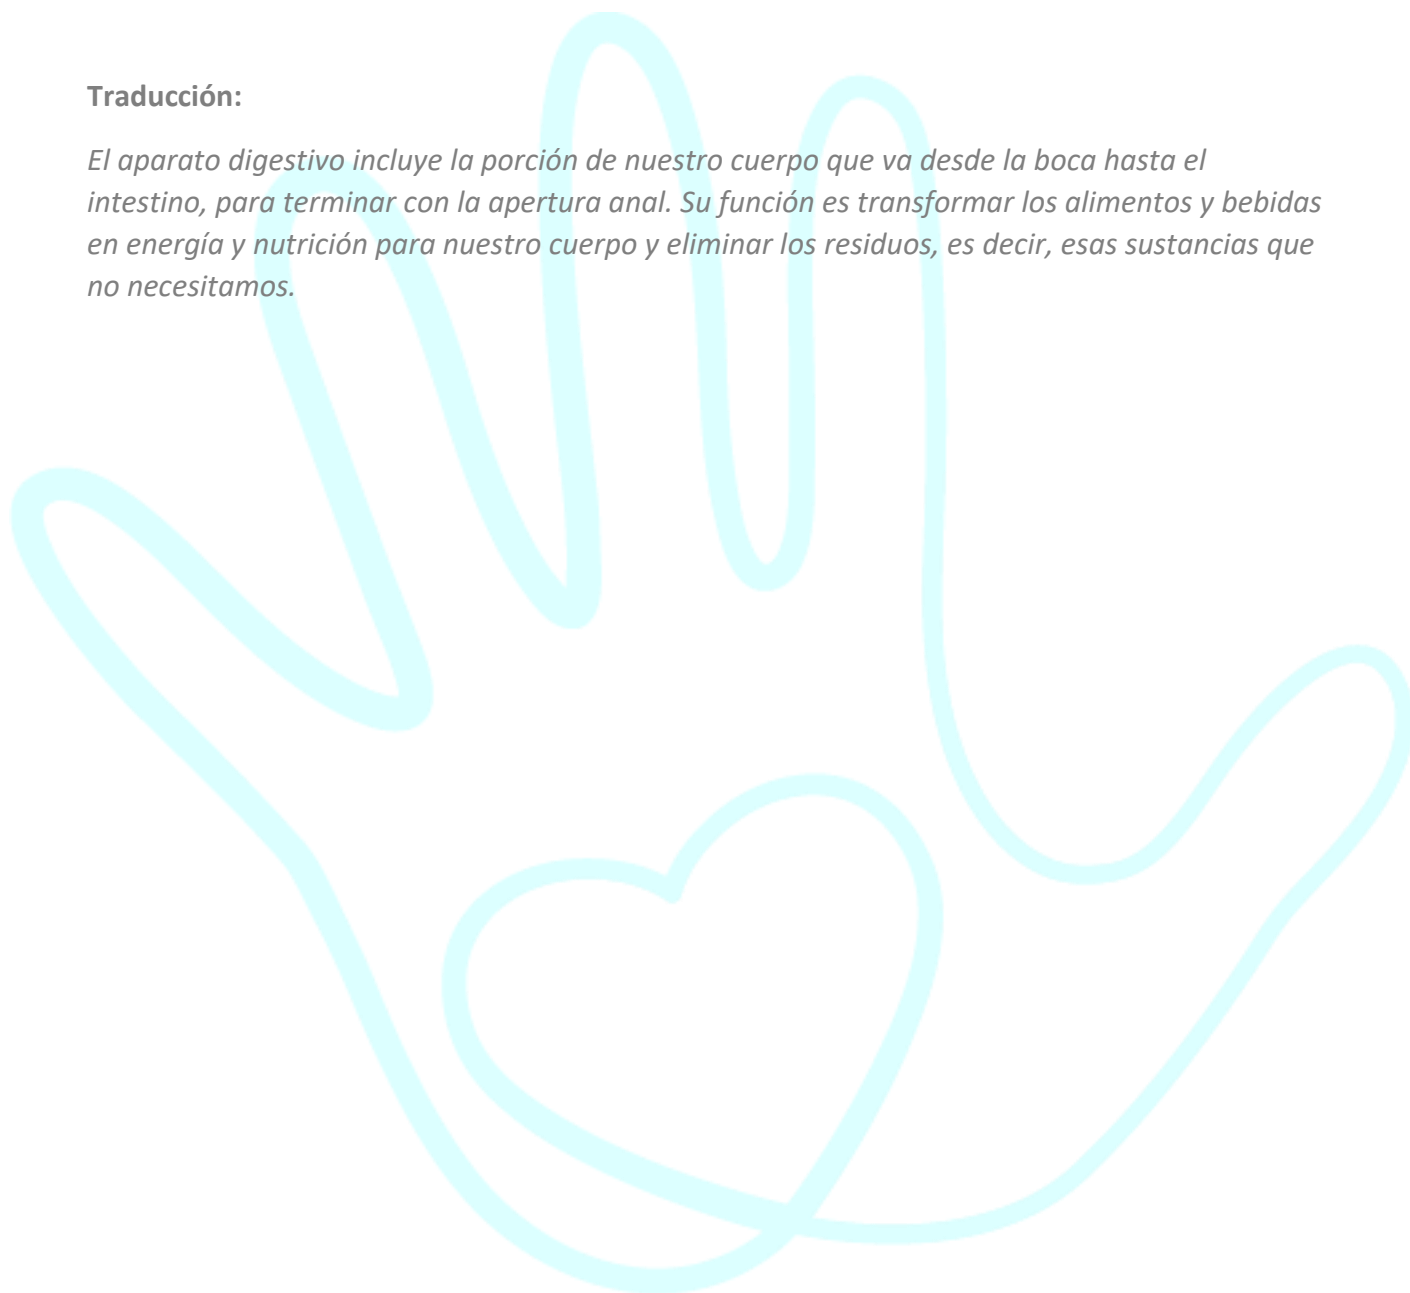 Traducción:
El aparato digestivo incluye la porción de nuestro cuerpo que va desde la boca hasta el
intestino, para terminar con la apertura anal. Su función es transformar los alimentos y bebidas
en energía y nutrición para nuestro cuerpo y eliminar los residuos, es decir, esas sustancias que
no necesitamos.